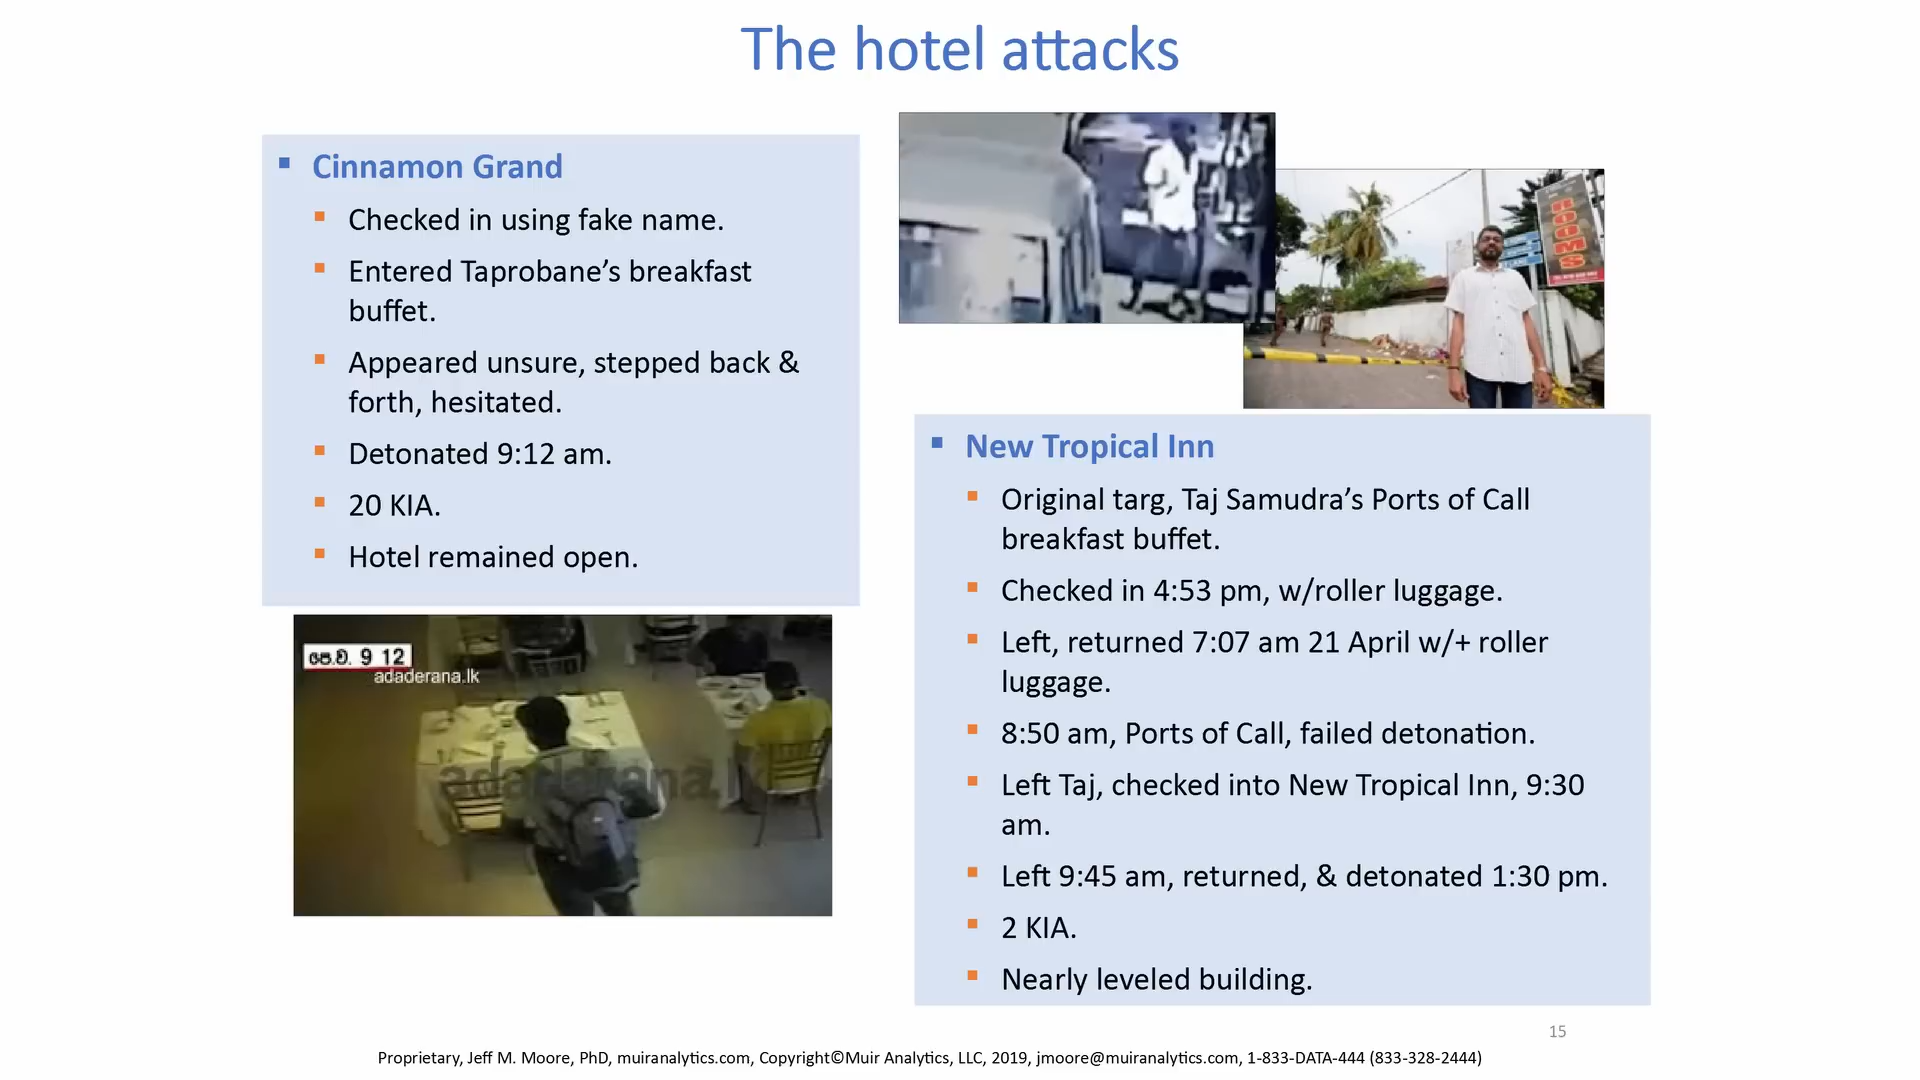 The hotel attacks
▪ Cinnamon Grand
▪ Checked in using fake name.
▪ Entered Taprobane’s breakfast
buffet.
▪ Appeared unsure, stepped back &
forth, hesitated.
▪ Detonated 9:12 am.
▪ 20 KIA.
▪ Hotel remained open.
පෙ.ව. 9 12
adaderana.lk
adaderana.lk
ROOMS
▪ New Tropical Inn
▪ Original targ, Taj Samudra’s Ports of Call
breakfast buffet.
▪ Checked in 4:53 pm, w/roller luggage.
▪ Left, returned 7:07 am 21 April w/+ roller
luggage.
▪ 8:50 am, Ports of Call, failed detonation.
▪ Left Taj, checked into New Tropical Inn, 9:30
am.
▪ Left 9:45 am, returned, & detonated 1:30 pm.
▪ 2 KIA.
▪ Nearly leveled building.
15
Proprietary, Jeff M. Moore, PhD, muiranalytics.com, Copyright©Muir Analytics, LLC, 2019, jmoore@muiranalytics.com, 1-833-DATA-444 (833-328-2444)